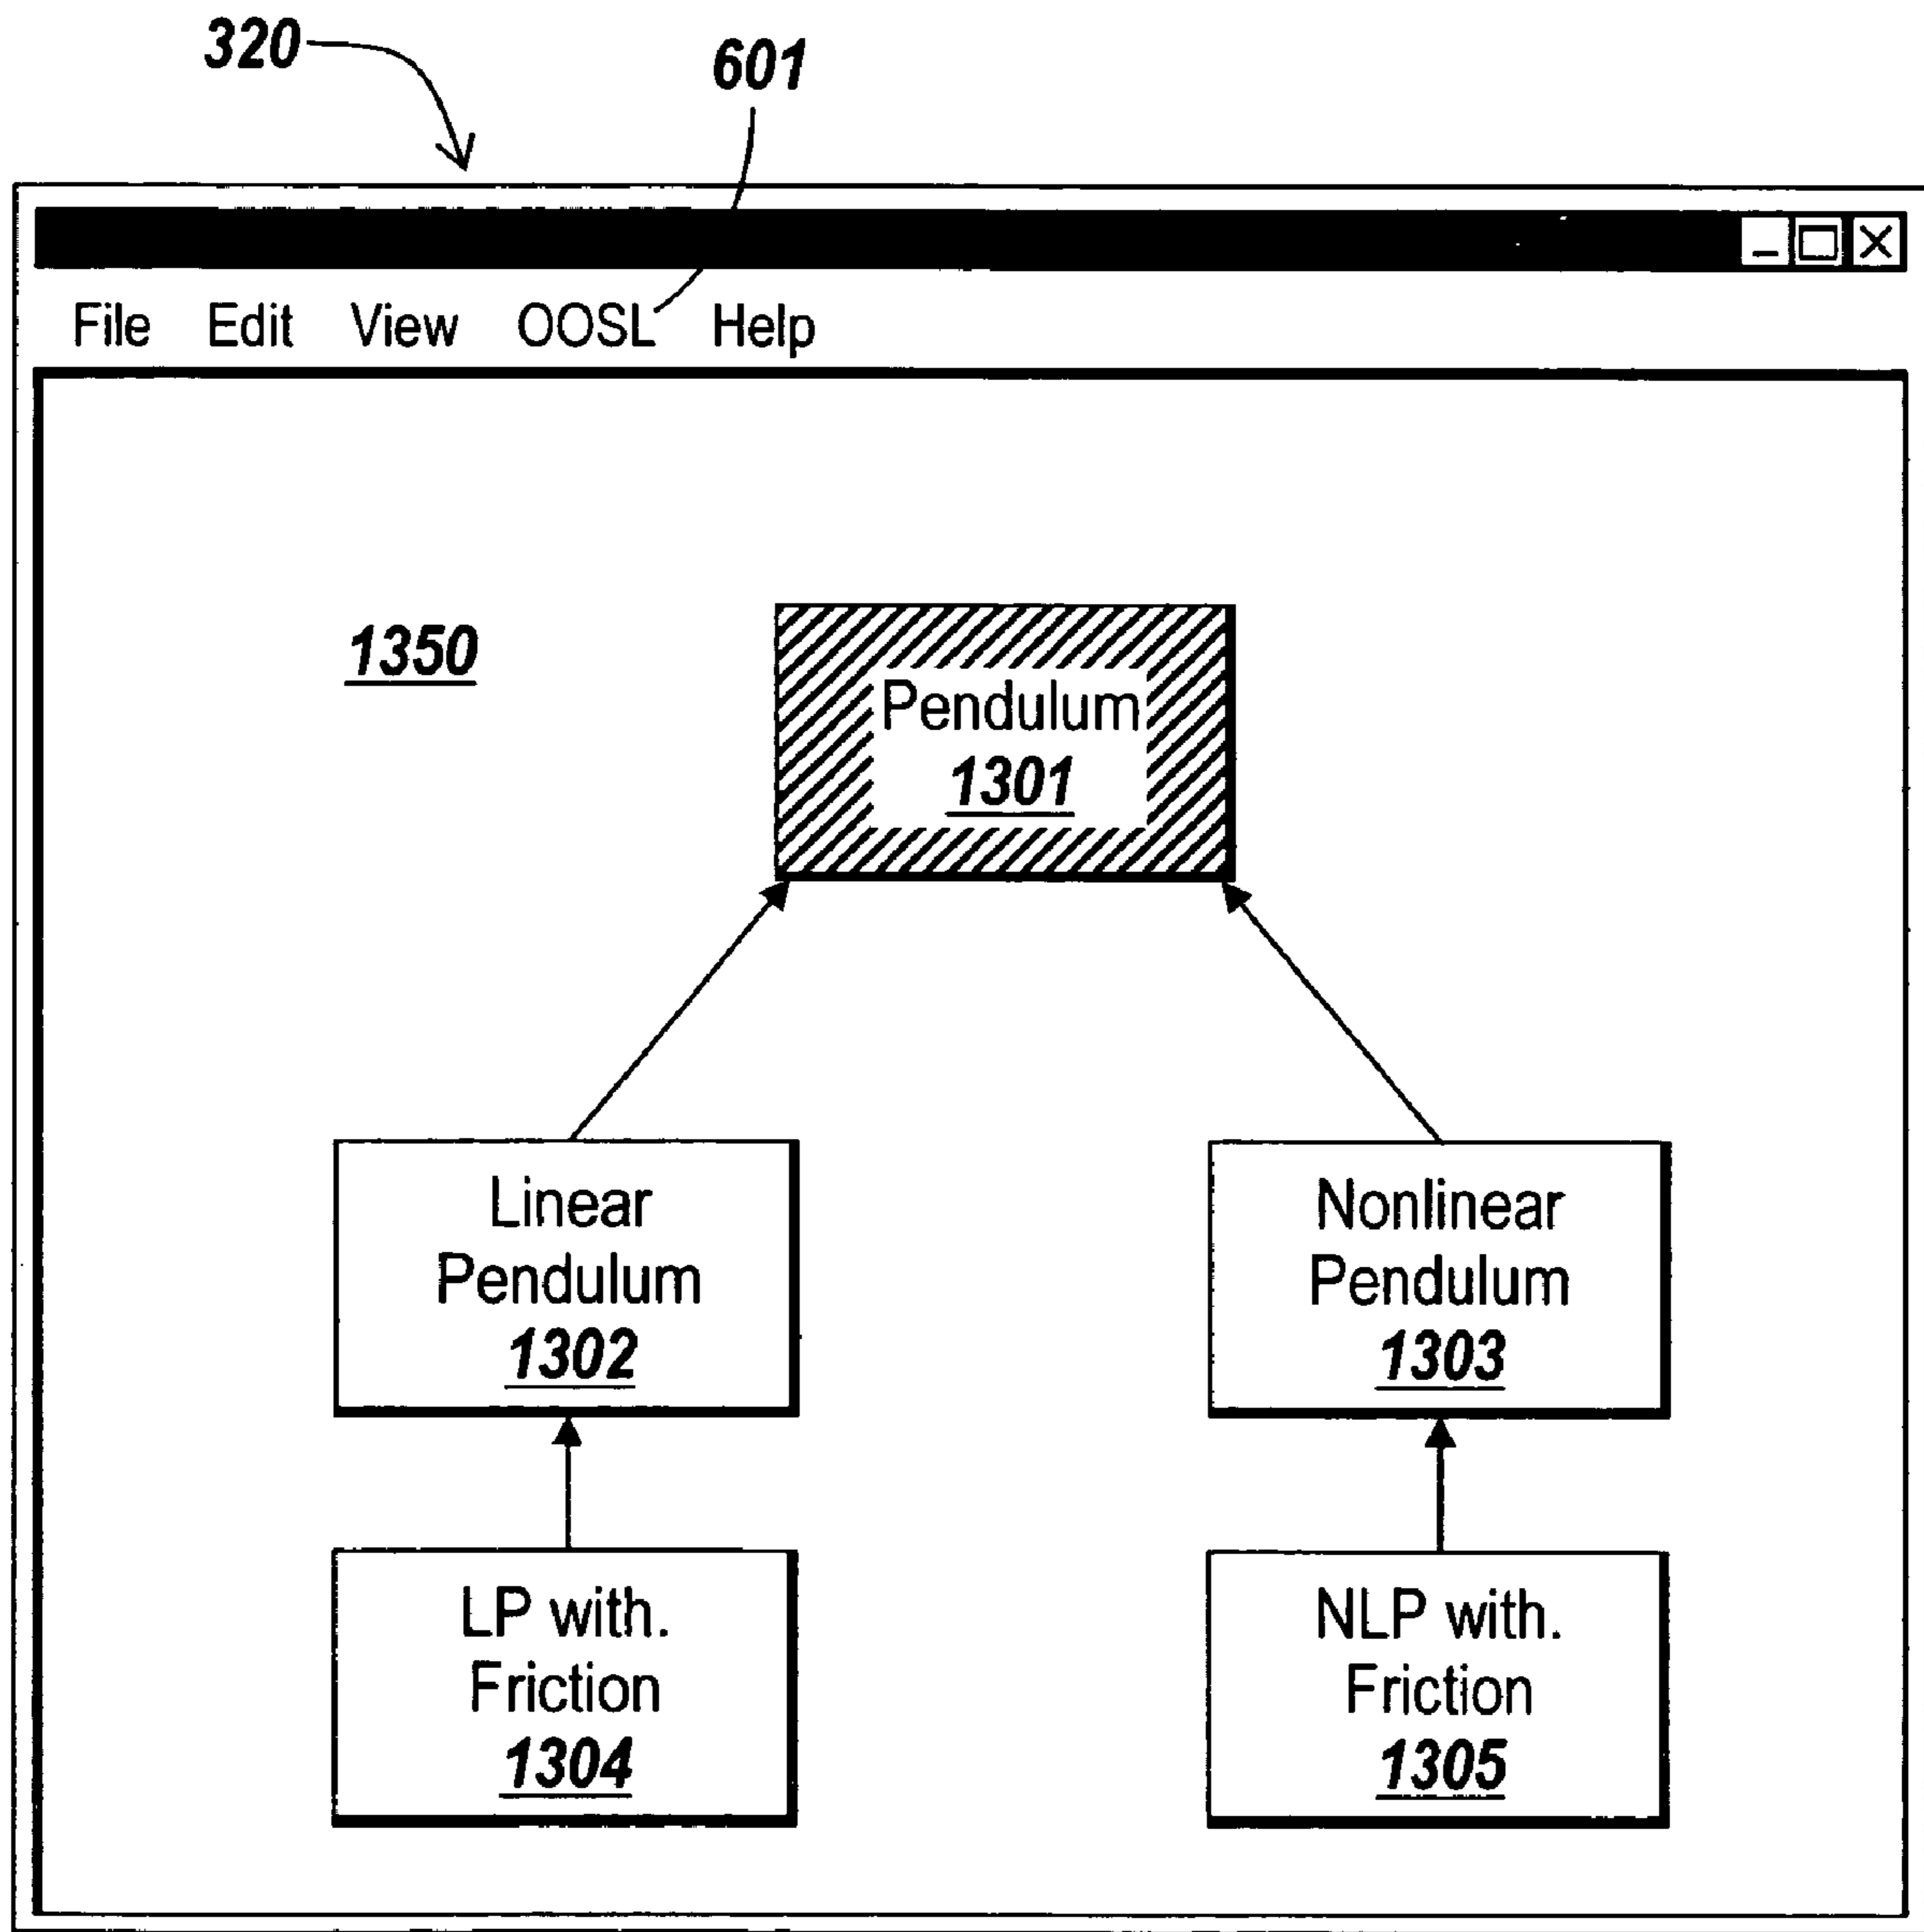 320
601
File Edit View OOSL Help
1350
Pendulum
1301
Linear
Pendulum
1302
Nonlinear
Pendulum
1303
LP with.
Friction
1304
NLP with.
Friction
1305